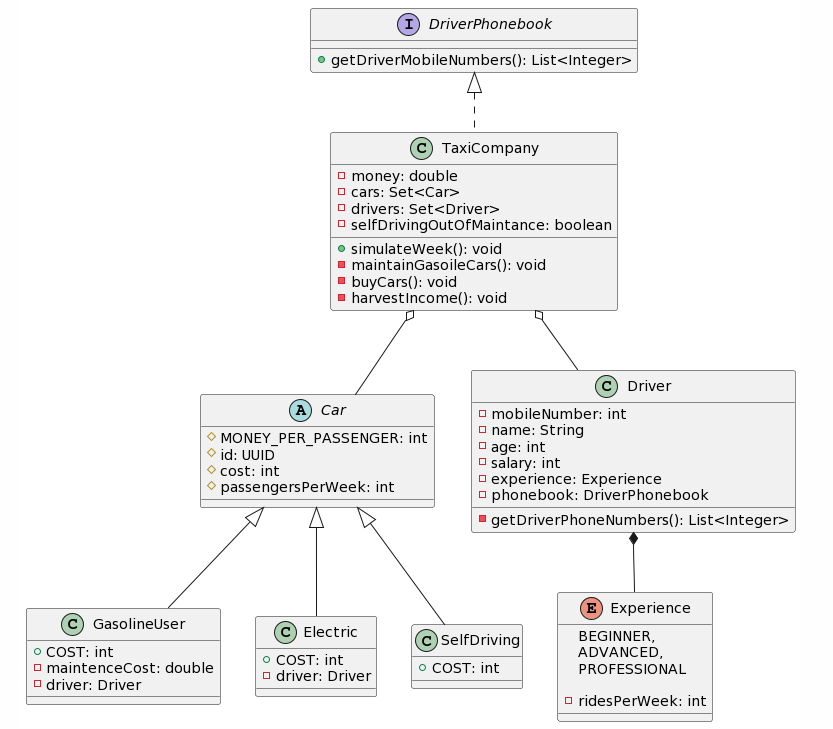 I DriverPhonebook
getDriverMobileNumbers(): List<Integer>
C TaxiCompany
money: double
cars: Set<Car>
drivers: Set<Driver>
selfDrivingOutOfMaintance: boolean
simulateWeek(): void
maintainGasoileCars(): void
buyCars(): void
harvestIncome(): void
A Car
MONEY_PER_PASSENGER: int
id: UUID
cost: int
passengersPerWeek: int
C Driver
mobileNumber: int
name: String
age: int
salary: int
experience: Experience
phonebook: DriverPhonebook
getDriverPhoneNumbers(): List<Integer>
C GasolineUser
COST: int
maintenceCost: double
driver: Driver
C Electric
COST: int
driver: Driver
C SelfDriving
COST: int
E Experience
BEGINNER,
ADVANCED,
PROFESSIONAL
ridesPerWeek: int